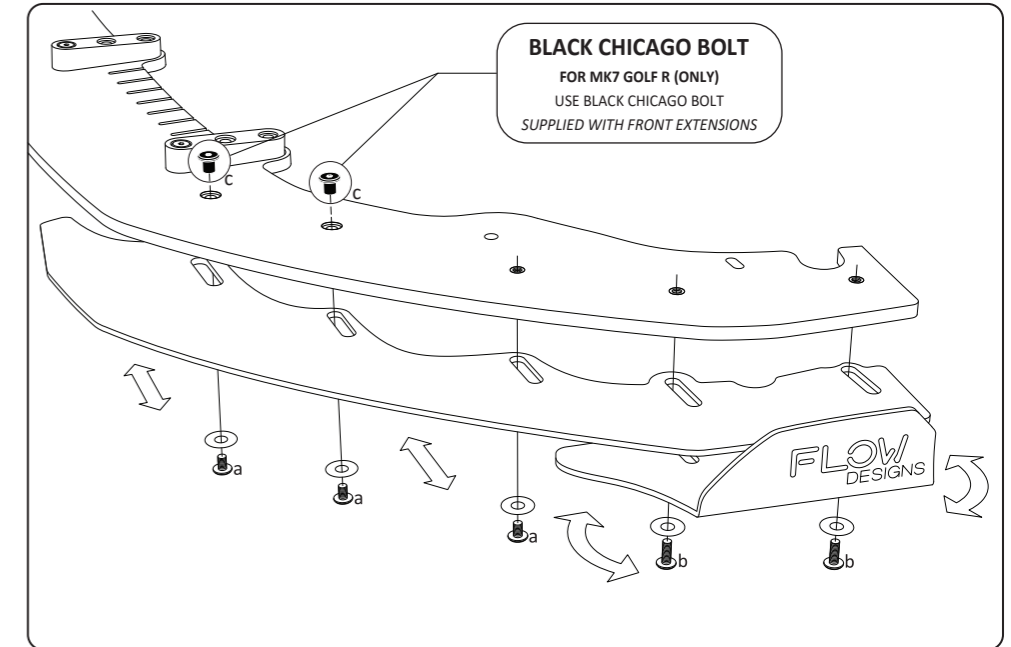 BLACK CHICAGO BOLT
FOR MK7 GOLF R (ONLY)
USE BLACK CHICAGO BOLT
SUPPLIED WITH FRONT EXTENSIONS
c
c
a
a
a
b
b
FLOW
DESIGNS